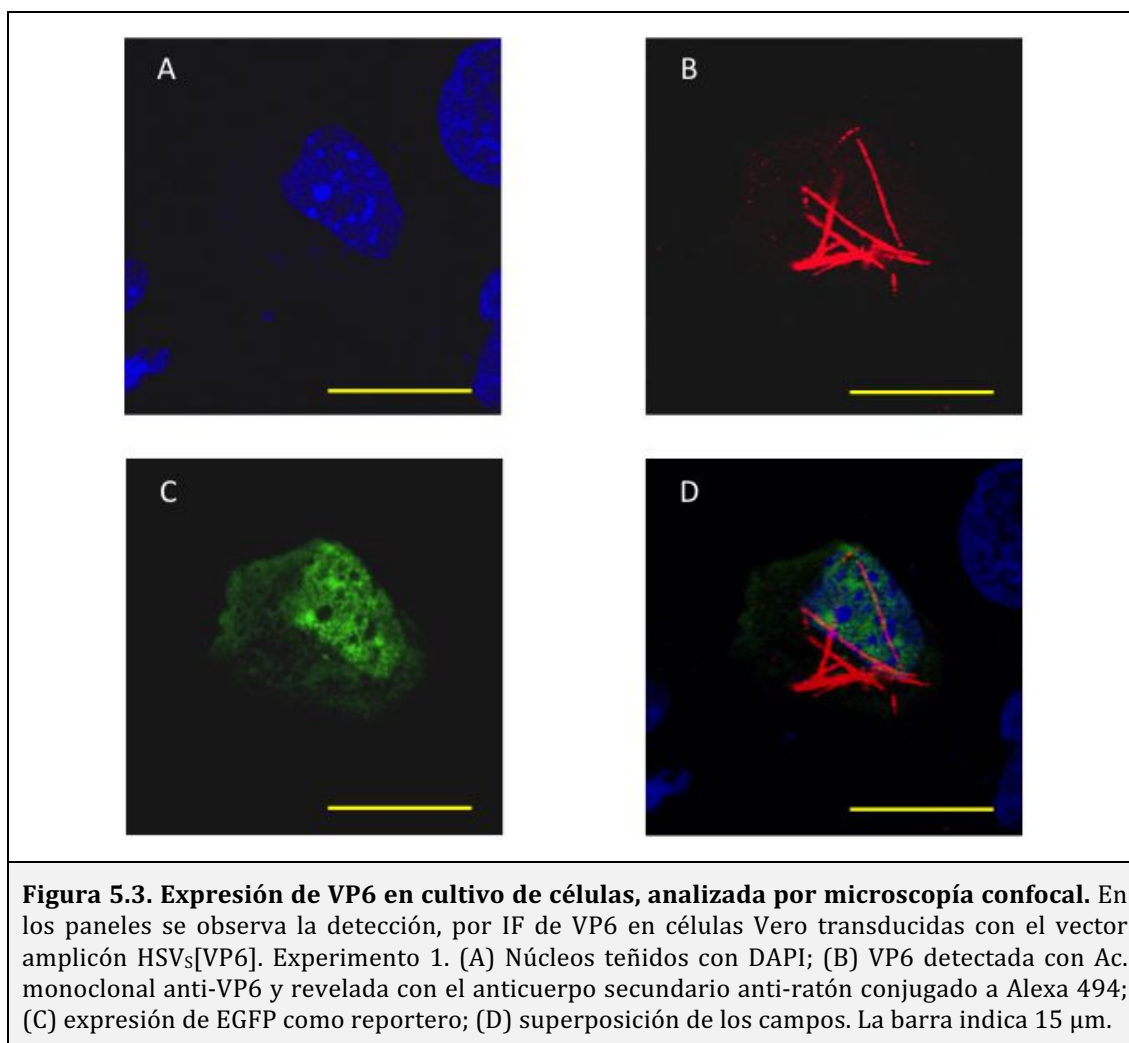 A
B
C
D
Figura 5.3. Expresión de VP6 en cultivo de células, analizada por microscopía confocal. En
los paneles se observa la detección, por IF de VP6 en células Vero transducidas con el vector
amplicón HSVS[VP6]. Experimento 1. (A) Núcleos teñidos con DAPI; (B) VP6 detectada con Ac.
monoclonal anti-VP6 y revelada con el anticuerpo secundario anti-ratón conjugado a Alexa 494;
(C) expresión de EGFP como reportero; (D) superposición de los campos. La barra indica 15 µm.